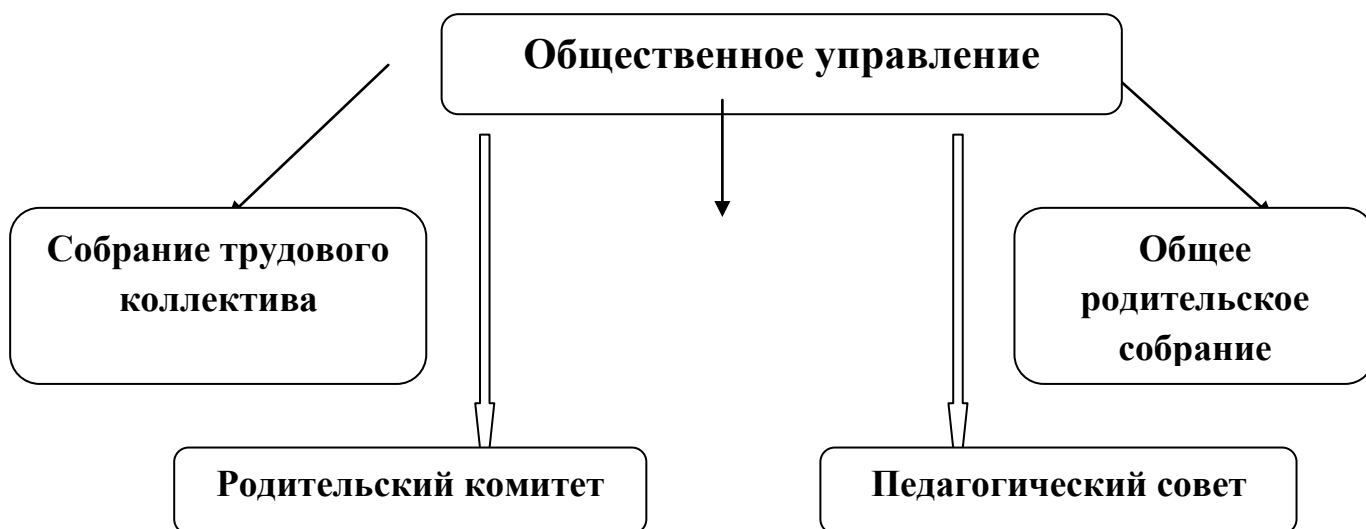 Общественное управление
Собрание трудового
коллектива
Общее
родительское
собрание
Родительский комитет
Педагогический совет